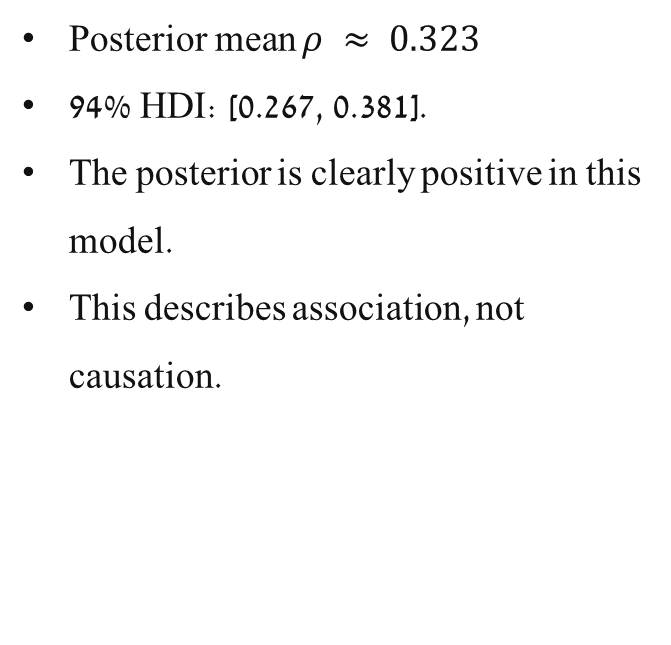 • Posterior mean ρ ≈ 0.323
• 94% HDI: [0.267, 0.381].
• The posterior is clearly positive in this
model.
• This describes association, not
causation.